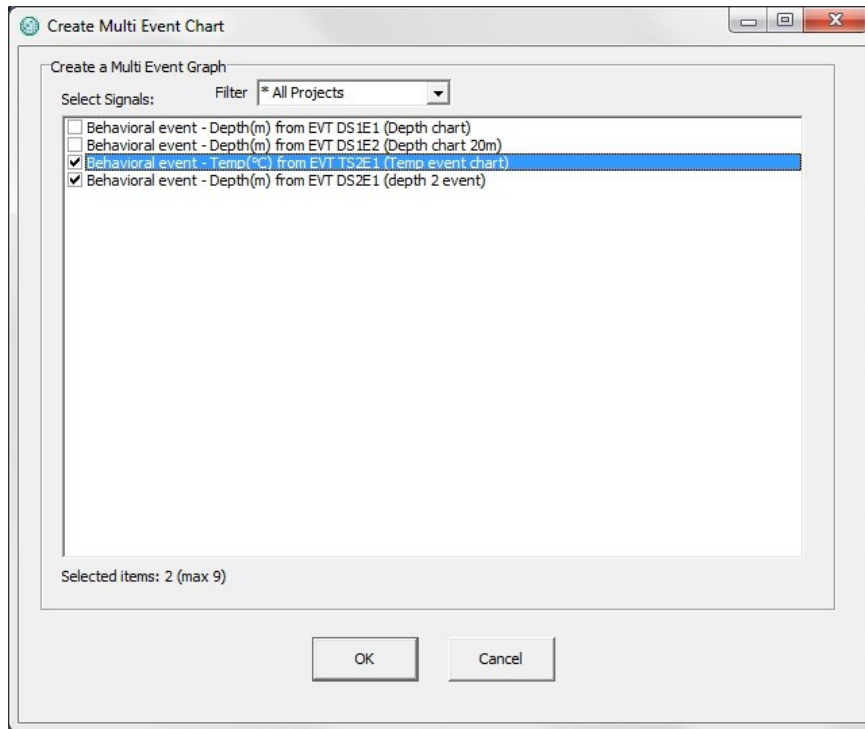 Create Multi Event Chart
Create a Multi Event Graph
Select Signals: Filter * All Projects
Behavioral event - Depth(m) from EVT DS1E1 (Depth chart)
Behavioral event - Depth(m) from EVT DS1E2 (Depth chart 20m)
Behavioral event - Temp(°C) from EVT TS2E1 (Temp event chart)
Behavioral event - Depth(m) from EVT DS2E1 (depth 2 event)
Selected items: 2 (max 9)
OK Cancel